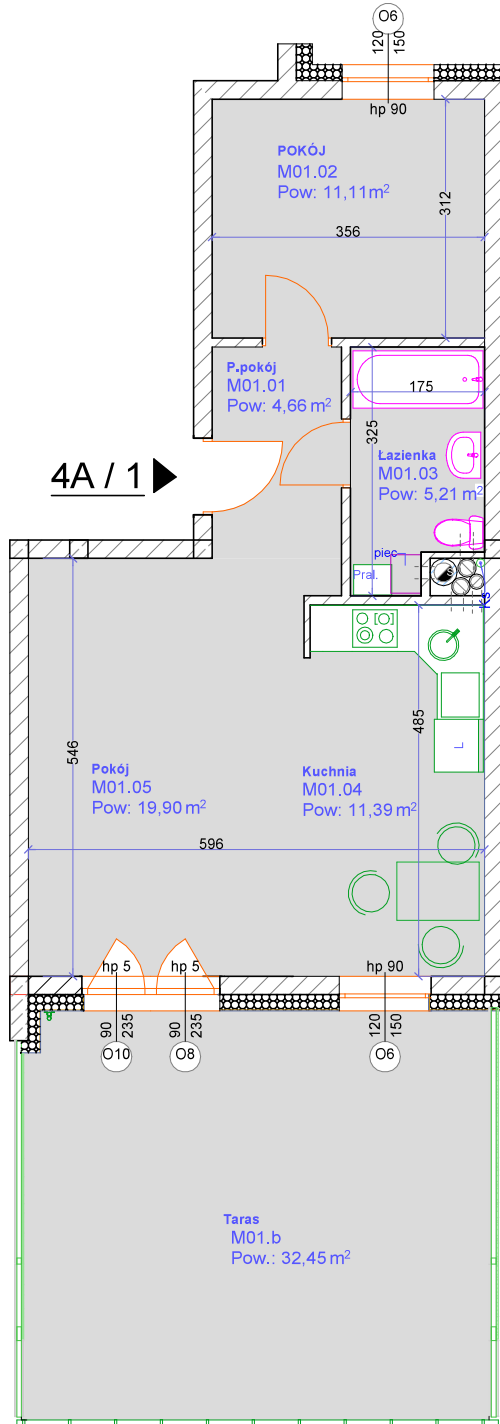 O6
120
150
hp 90
POKÓJ
M01.02
Pow: 11,11m²
312
356
P.pokój
M01.01
Pow: 4,66 m²
175
325
Łazienka
M01.03
Pow: 5,21 m²
4A / 1
piec
Pral.
KS
485
L
546
Pokój
M01.05
Pow: 19,90 m²
Kuchnia
M01.04
Pow: 11,39 m²
596
hp 5
hp 5
hp 90
90
235
90
235
120
150
O10
O8
O6
Taras
M01.b
Pow.: 32,45 m²